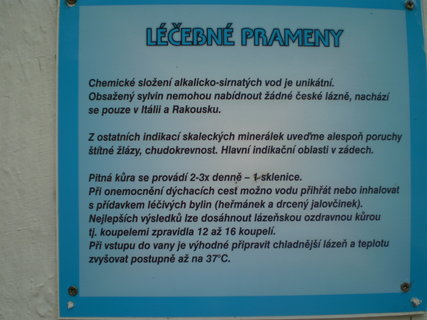 LÉČEBNÉ PRAMENY
Chemické složení alkalicko-sirnatých vod je unikátní.
Obsažený sylvin nemohou nabídnout žádné české lázně, nachází
se pouze v Itálii a Rakousku.
Z ostatních indikací skaleckých minerálek uveďme alespoň poruchy
štítné žlázy, chudokrevnost. Hlavní indikační oblasti v zádech.
Pitná kůra se provádí 2-3x denně – 1 sklenice.
Při onemocnění dýchacích cest možno vodu přihřát nebo inhalovat
s přídavkem léčivých bylin (heřmánek a drcený jalovčinek).
Nejlepších výsledků lze dosáhnout lázeňskou ozdravnou kůrou
tj. koupelemi zpravidla 12 až 16 koupelí.
Při vstupu do vany je výhodné připravit chladnější lázeň a teplotu
zvyšovat postupně až na 37°C.